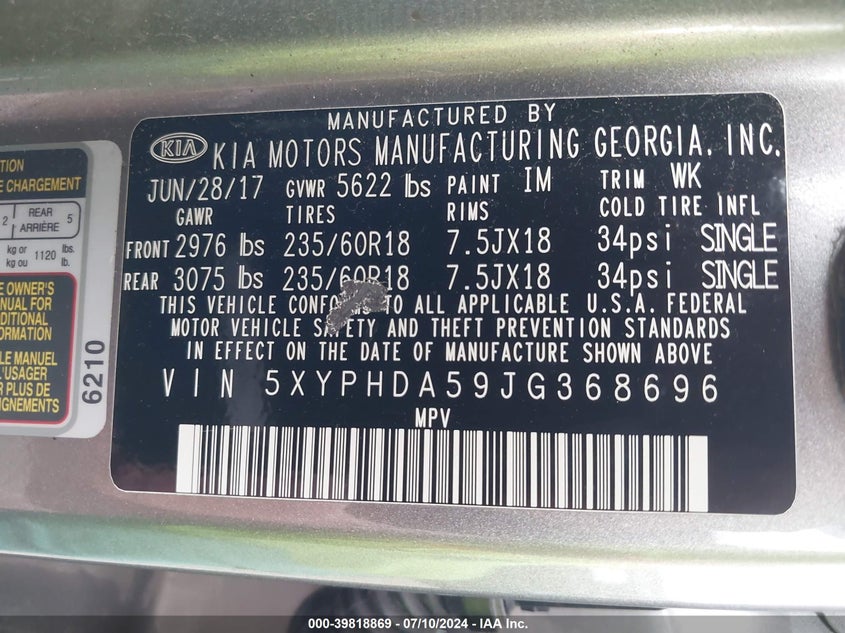 MANUFACTURED BY
KIA KIA MOTORS MANUFACTURING GEORGIA, INC.
JUN/28/17 GVWR 5622 lbs PAINT IM TRIM WK
GAWR TIRES RIMS COLD TIRE INFL
FRONT 2976 lbs 235/60R18 7.5JX18 34psi SINGLE
REAR 3075 lbs 235/60R18 7.5JX18 34psi SINGLE
THIS VEHICLE CONFO TO ALL APPLICABLE U.S.A. FEDERAL
MOTOR VEHICLE SAFETY AND THEFT PREVENTION STANDARDS
IN EFFECT ON THE DATE OF MANUFACTURE SHOWN ABOVE
VIN 5XYPHDA59JG368696
MPV
TION
E CHARGEMENT
2 REAR ARRIÈRE 5
kg or kg ou 1120 lbs. lb.
E OWNER'S
MANUAL FOR
DITIONAL
ORMATION
LE MANUEL
L'USAGER
PLUS DE
EIGNEMENTS
6210
000-39818869 - 07/10/2024 - IAA Inc.